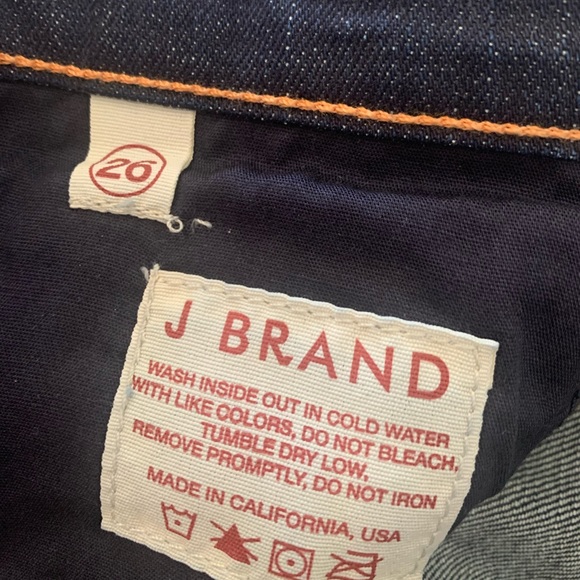 26
J BRAND
WASH INSIDE OUT IN COLD WATER
WITH LIKE COLORS, DO NOT BLEACH,
TUMBLE DRY LOW,
REMOVE PROMPTLY, DO NOT IRON
MADE IN CALIFORNIA, USA